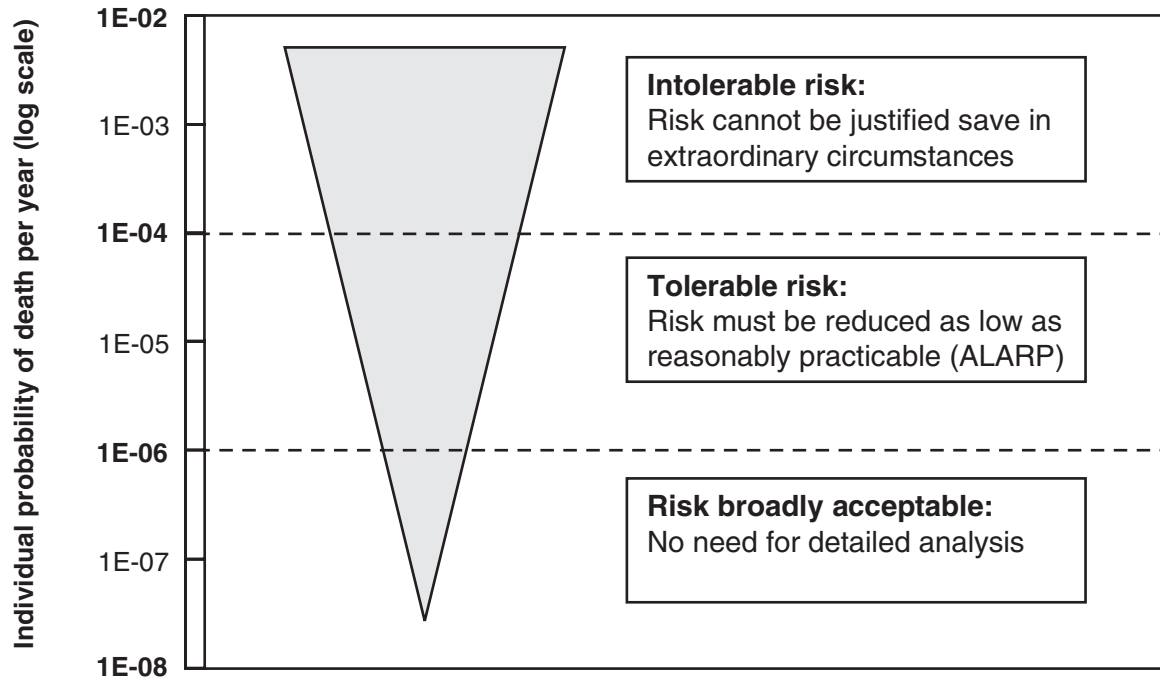 Individual probability of death per year (log scale)
1E-02
1E-03
1E-04
1E-05
1E-06
1E-07
1E-08
Intolerable risk:
Risk cannot be justified save in
extraordinary circumstances
Tolerable risk:
Risk must be reduced as low as
reasonably practicable (ALARP)
Risk broadly acceptable:
No need for detailed analysis